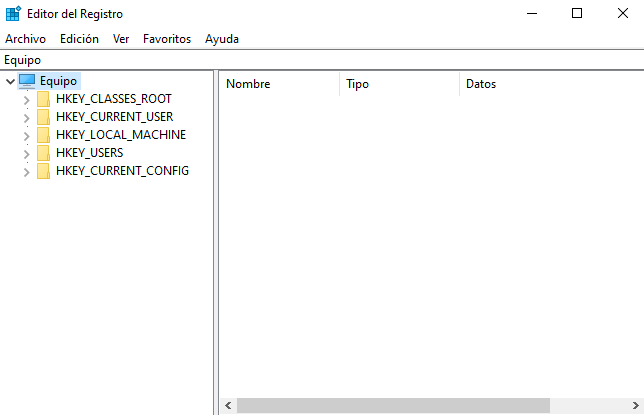 Editor del Registro
Archivo Edición Ver Favoritos Ayuda
Equipo
Equipo
HKEY_CLASSES_ROOT
HKEY_CURRENT_USER
HKEY_LOCAL_MACHINE
HKEY_USERS
HKEY_CURRENT_CONFIG
Nombre Tipo Datos